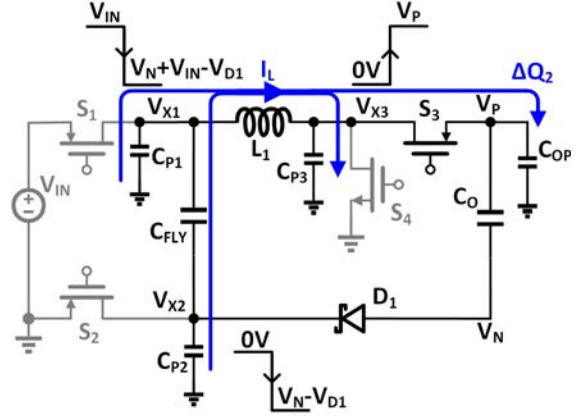 V_IN
V_N+V_IN-V_D1
I_L
V_P
0V
ΔQ_2
S_1
V_X1
V_X3
S_3
V_P
C_P1
L_1
C_P3
C_OP
V_IN
+
-
C_O
S_4
C_FLY
V_X2
D_1
V_N
S_2
C_P2
0V
V_N-V_D1